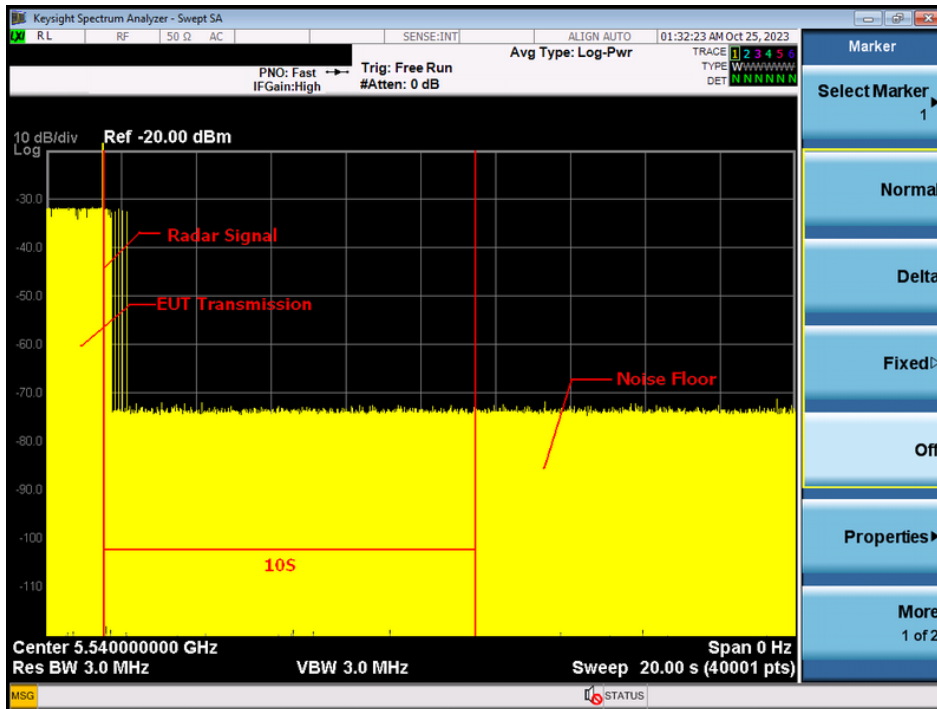 Keysight Spectrum Analyzer - Swept SA
LXI RL RF 50 Ω AC SENSE:INT ALIGN AUTO 01:32:23 AM Oct 25, 2023
Marker
PNO: Fast
IFGain:High
Trig: Free Run
#Atten: 0 dB
Avg Type: Log-Pwr
TRACE 1 2 3 4 5 6
TYPE WWWWWW
DET N N N N N N
Select Marker
1
10 dB/div
Log
Ref -20.00 dBm
Normal
-30.0
Radar Signal
-40.0
Delta
-50.0
EUT Transmission
-60.0
Fixed
Noise Floor
-70.0
-80.0
Off
-90.0
-100
Properties
10S
-110
More
1 of 2
Center 5.540000000 GHz
Span 0 Hz
Res BW 3.0 MHz
VBW 3.0 MHz
Sweep 20.00 s (40001 pts)
MSG
STATUS